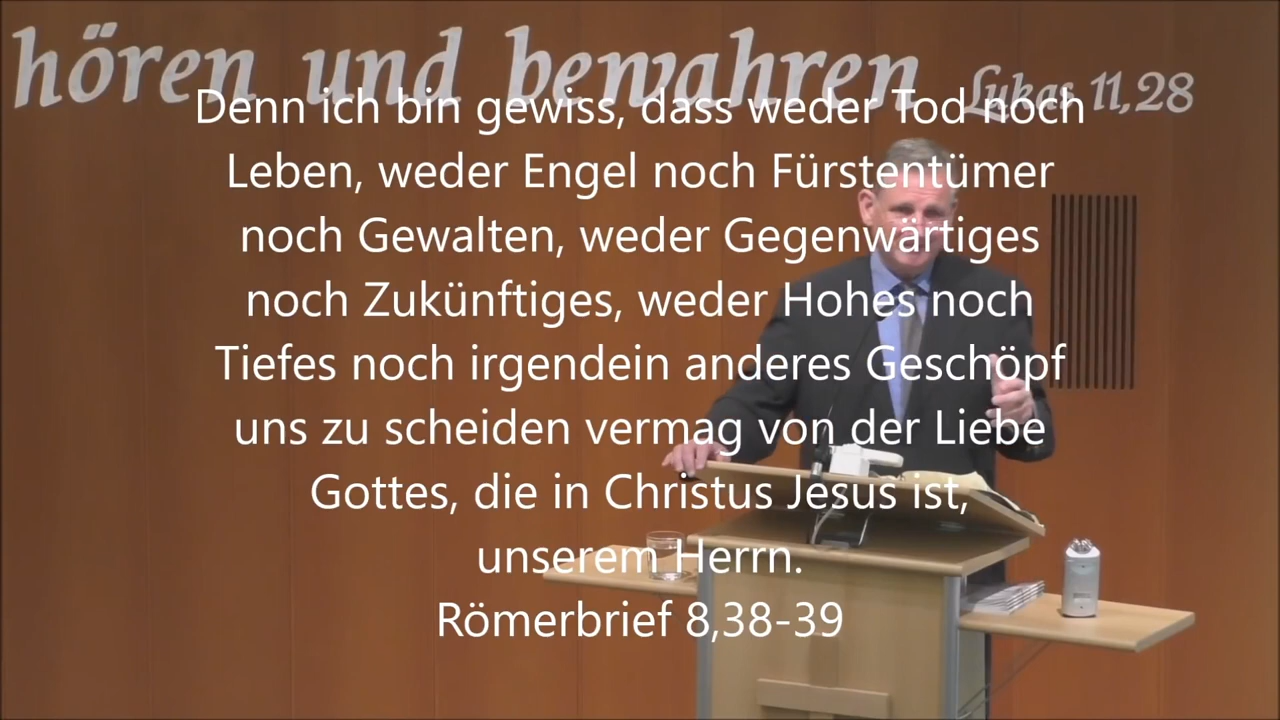 hören und bewahren Lukas 11,28
Denn ich bin gewiss, dass weder Tod noch
Leben, weder Engel noch Fürstentümer
noch Gewalten, weder Gegenwärtiges
noch Zukünftiges, weder Hohes noch
Tiefes noch irgendein anderes Geschöpf
uns zu scheiden vermag von der Liebe
Gottes, die in Christus Jesus ist,
unserem Herrn.
Römerbrief 8,38-39